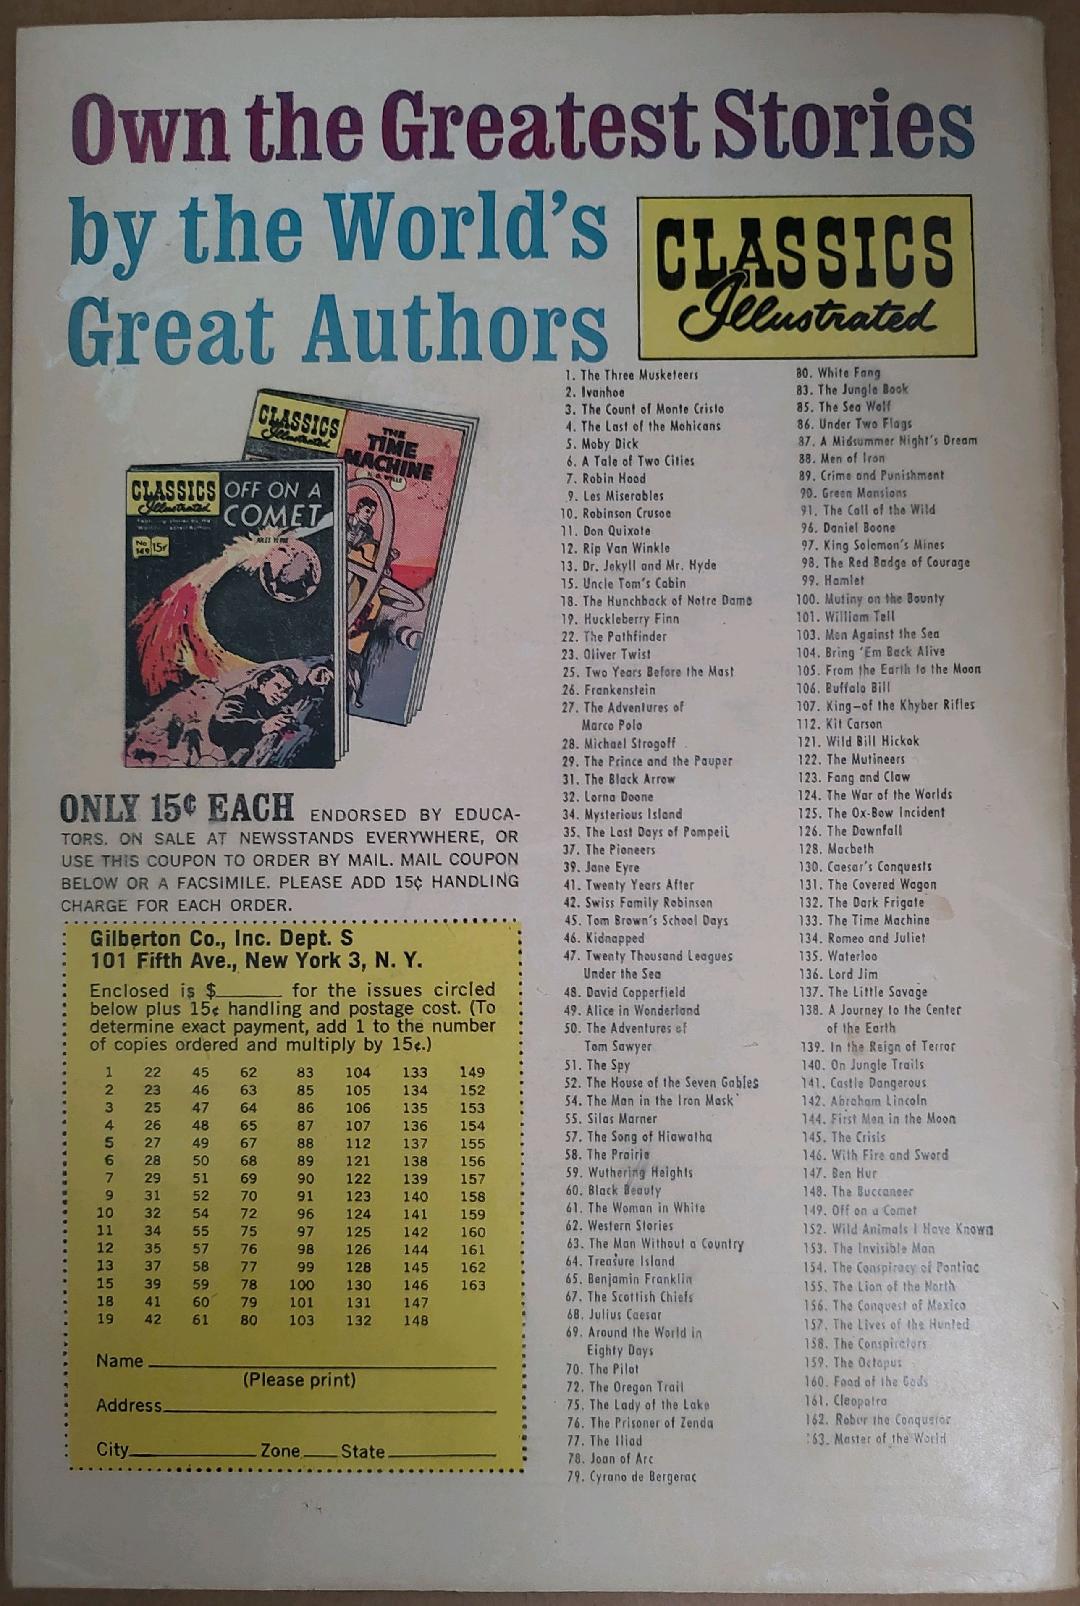 Own the Greatest Stories
by the World's
Great Authors
CLASSICS
Illustrated
CLASSICS
Illustrated
THE
TIME
MACHINE
H. G. WELLS
CLASSICS
Illustrated
OFF ON A
COMET
No
149
15¢
ONLY 15¢ EACH ENDORSED BY EDUCA-
TORS. ON SALE AT NEWSSTANDS EVERYWHERE, OR
USE THIS COUPON TO ORDER BY MAIL. MAIL COUPON
BELOW OR A FACSIMILE. PLEASE ADD 15¢ HANDLING
CHARGE FOR EACH ORDER.
Gilberton Co., Inc. Dept. S
101 Fifth Ave., New York 3, N. Y.
Enclosed is $______ for the issues circled
below plus 15¢ handling and postage cost. (To
determine exact payment, add 1 to the number
of copies ordered and multiply by 15¢.)
1 22 45 62 83 104 133 149
2 23 46 63 85 105 134 152
3 25 47 64 86 106 135 153
4 26 48 65 87 107 136 154
5 27 49 67 88 112 137 155
6 28 50 68 89 121 138 156
7 29 51 69 90 122 139 157
9 31 52 70 91 123 140 158
10 32 54 72 96 124 141 159
11 34 55 75 97 125 142 160
12 35 57 76 98 126 144 161
13 37 58 77 99 128 145 162
15 39 59 78 100 130 146 163
18 41 60 79 101 131 147
19 42 61 80 103 132 148
Name
(Please print)
Address
City Zone State
1. The Three Musketeers
2. Ivanhoe
3. The Count of Monte Cristo
4. The Last of the Mohicans
5. Moby Dick
6. A Tale of Two Cities
7. Robin Hood
9. Les Miserables
10. Robinson Crusoe
11. Don Quixote
12. Rip Van Winkle
13. Dr. Jekyll and Mr. Hyde
15. Uncle Tom's Cabin
18. The Hunchback of Notre Dame
19. Huckleberry Finn
22. The Pathfinder
23. Oliver Twist
25. Two Years Before the Mast
26. Frankenstein
27. The Adventures of
Marco Polo
28. Michael Strogoff
29. The Prince and the Pauper
31. The Black Arrow
32. Lorna Doone
34. Mysterious Island
35. The Last Days of Pompeii
37. The Pioneers
39. Jane Eyre
41. Twenty Years After
42. Swiss Family Robinson
45. Tom Brown's School Days
46. Kidnapped
47. Twenty Thousand Leagues
Under the Sea
48. David Copperfield
49. Alice in Wonderland
50. The Adventures of
Tom Sawyer
51. The Spy
52. The House of the Seven Gables
54. The Man in the Iron Mask
55. Silas Marner
57. The Song of Hiawatha
58. The Prairie
59. Wuthering Heights
60. Black Beauty
61. The Woman in White
62. Western Stories
63. The Man Without a Country
64. Treasure Island
65. Benjamin Franklin
67. The Scottish Chiefs
68. Julius Caesar
69. Around the World in
Eighty Days
70. The Pilot
72. The Oregon Trail
75. The Lady of the Lake
76. The Prisoner of Zenda
77. The Iliad
78. Joan of Arc
79. Cyrano de Bergerac
80. White Fang
83. The Jungle Book
85. The Sea Wolf
86. Under Two Flags
87. A Midsummer Night's Dream
88. Men of Iron
89. Crime and Punishment
90. Green Mansions
91. The Call of the Wild
96. Daniel Boone
97. King Solomon's Mines
98. The Red Badge of Courage
99. Hamlet
100. Mutiny on the Bounty
101. William Tell
103. Men Against the Sea
104. Bring 'Em Back Alive
105. From the Earth to the Moon
106. Buffalo Bill
107. King—of the Khyber Rifles
112. Kit Carson
121. Wild Bill Hickok
122. The Mutineers
123. Fang and Claw
124. The War of the Worlds
125. The Ox-Bow Incident
126. The Downfall
128. Macbeth
130. Caesar's Conquests
131. The Covered Wagon
132. The Dark Frigate
133. The Time Machine
134. Romeo and Juliet
135. Waterloo
136. Lord Jim
137. The Little Savage
138. A Journey to the Center
of the Earth
139. In the Reign of Terror
140. On Jungle Trails
141. Castle Dangerous
142. Abraham Lincoln
144. First Men in the Moon
145. The Crisis
146. With Fire and Sword
147. Ben Hur
148. The Buccaneer
149. Off on a Comet
152. Wild Animals I Have Known
153. The Invisible Man
154. The Conspiracy of Pontiac
155. The Lion of the North
156. The Conquest of Mexico
157. The Lives of the Hunted
158. The Conspirators
159. The Octopus
160. Food of the Gods
161. Cleopatra
162. Robur the Conqueror
163. Master of the World